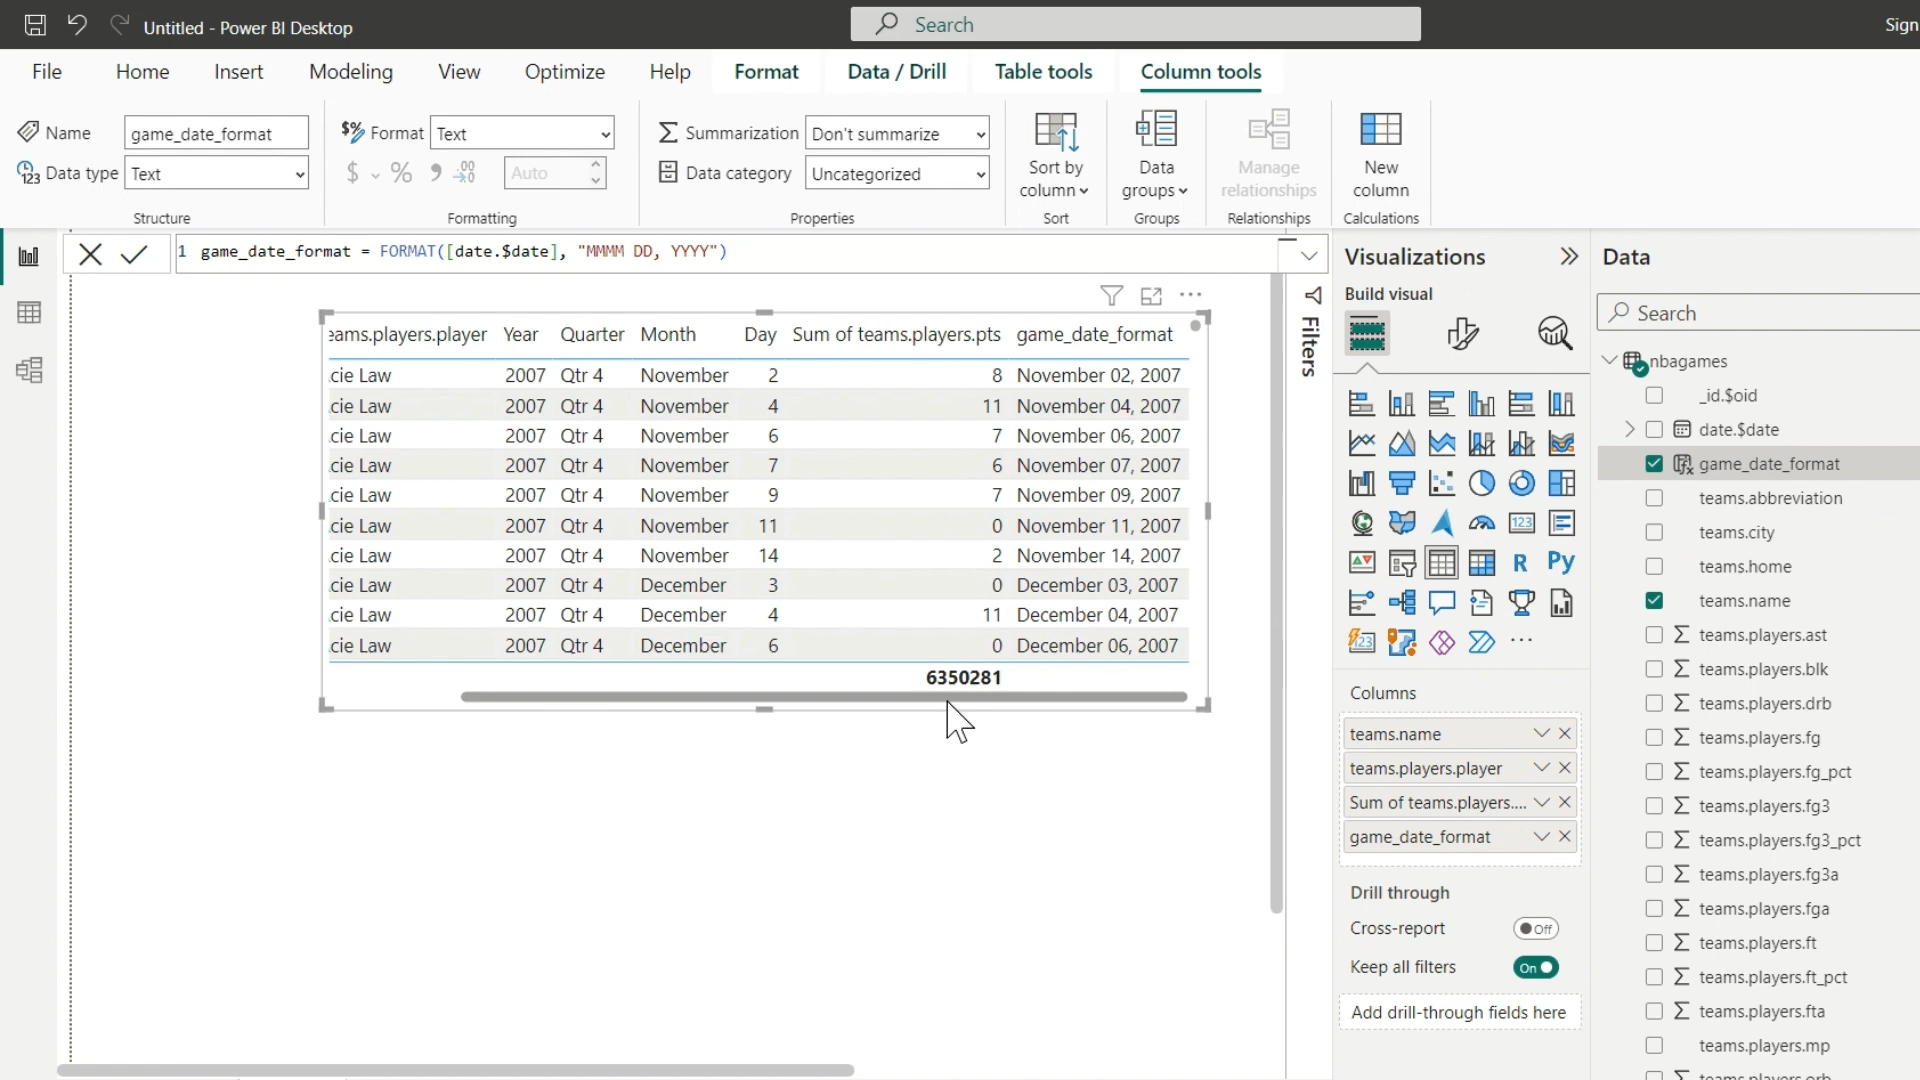 Untitled - Power BI Desktop
Search
Sign
File Home Insert Modeling View Optimize Help Format Data / Drill Table tools Column tools
Name game_date_format
Data type Text
Structure
Format Text
$ % 9 .00 Auto
Formatting
Summarization Don't summarize
Data category Uncategorized
Properties
Sort by
column
Sort
Data
groups
Groups
Manage
relationships
Relationships
New
column
Calculations
1 game_date_format = FORMAT([date.$date], "MMMM DD, YYYY")
eams.players.player Year Quarter Month Day Sum of teams.players.pts game_date_format
cie Law 2007 Qtr 4 November 2 8 November 02, 2007
cie Law 2007 Qtr 4 November 4 11 November 04, 2007
cie Law 2007 Qtr 4 November 6 7 November 06, 2007
cie Law 2007 Qtr 4 November 7 6 November 07, 2007
cie Law 2007 Qtr 4 November 9 7 November 09, 2007
cie Law 2007 Qtr 4 November 11 0 November 11, 2007
cie Law 2007 Qtr 4 November 14 2 November 14, 2007
cie Law 2007 Qtr 4 December 3 0 December 03, 2007
cie Law 2007 Qtr 4 December 4 11 December 04, 2007
cie Law 2007 Qtr 4 December 6 0 December 06, 2007
6350281
Filters
Visualizations
Build visual
123
R Py
123
Columns
teams.name
teams.players.player
Sum of teams.players....
game_date_format
Drill through
Cross-report Off
Keep all filters On
Add drill-through fields here
Data
Search
nbagames
_id.$oid
date.$date
game_date_format
teams.abbreviation
teams.city
teams.home
teams.name
teams.players.ast
teams.players.blk
teams.players.drb
teams.players.fg
teams.players.fg_pct
teams.players.fg3
teams.players.fg3_pct
teams.players.fg3a
teams.players.fga
teams.players.ft
teams.players.ft_pct
teams.players.fta
teams.players.mp
teams.players.orb